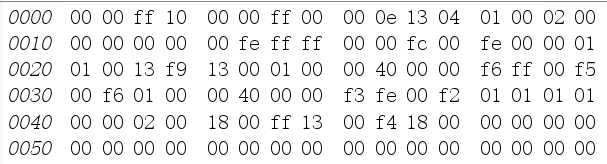 0000 00 00 ff 10 00 00 ff 00 00 0e 13 04 01 00 02 00
0010 00 00 00 00 00 fe ff ff 00 00 fc 00 fe 00 00 01
0020 01 00 13 f9 13 00 01 00 00 40 00 00 f6 ff 00 f5
0030 00 f6 01 00 00 40 00 00 f3 fe 00 f2 01 01 01 01
0040 00 00 02 00 18 00 ff 13 00 f4 18 00 00 00 00 00
0050 00 00 00 00 00 00 00 00 00 00 00 00 00 00 00 00